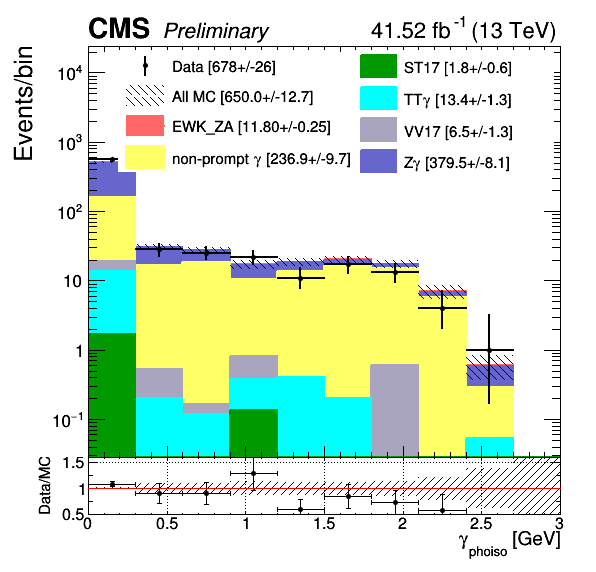 CMS Preliminary 41.52 fb⁻¹ (13 TeV)
Events/bin
Data [678+/-26]
All MC [650.0+/-12.7]
EWK_ZA [11.80+/-0.25]
non-prompt γ [236.9+/-9.7]
ST17 [1.8+/-0.6]
TTγ [13.4+/-1.3]
VV17 [6.5+/-1.3]
Zγ [379.5+/-8.1]
10⁴
10³
10²
10
1
10⁻¹
Data/MC
1.5
1
0.5
0 0.5 1 1.5 2 2.5 3
γ_phoiso [GeV]